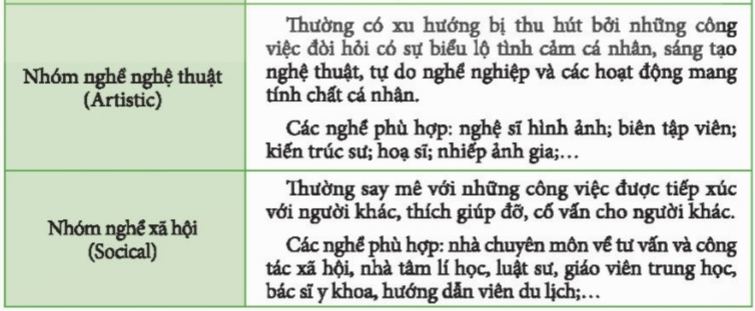 Nhóm nghề nghệ thuật
(Artistic)
Thường có xu hướng bị thu hút bởi những công
việc đòi hỏi có sự biểu lộ tình cảm cá nhân, sáng tạo
nghệ thuật, tự do nghề nghiệp và các hoạt động mang
tính chất cá nhân.
Các nghề phù hợp: nghệ sĩ hình ảnh; biên tập viên;
kiến trúc sư; hoạ sĩ; nhiếp ảnh gia;...
Nhóm nghề xã hội
(Socical)
Thường say mê với những công việc được tiếp xúc
với người khác, thích giúp đỡ, cố vấn cho người khác.
Các nghề phù hợp: nhà chuyên môn về tư vấn và công
tác xã hội, nhà tâm lí học, luật sư, giáo viên trung học,
bác sĩ y khoa, hướng dẫn viên du lịch;...